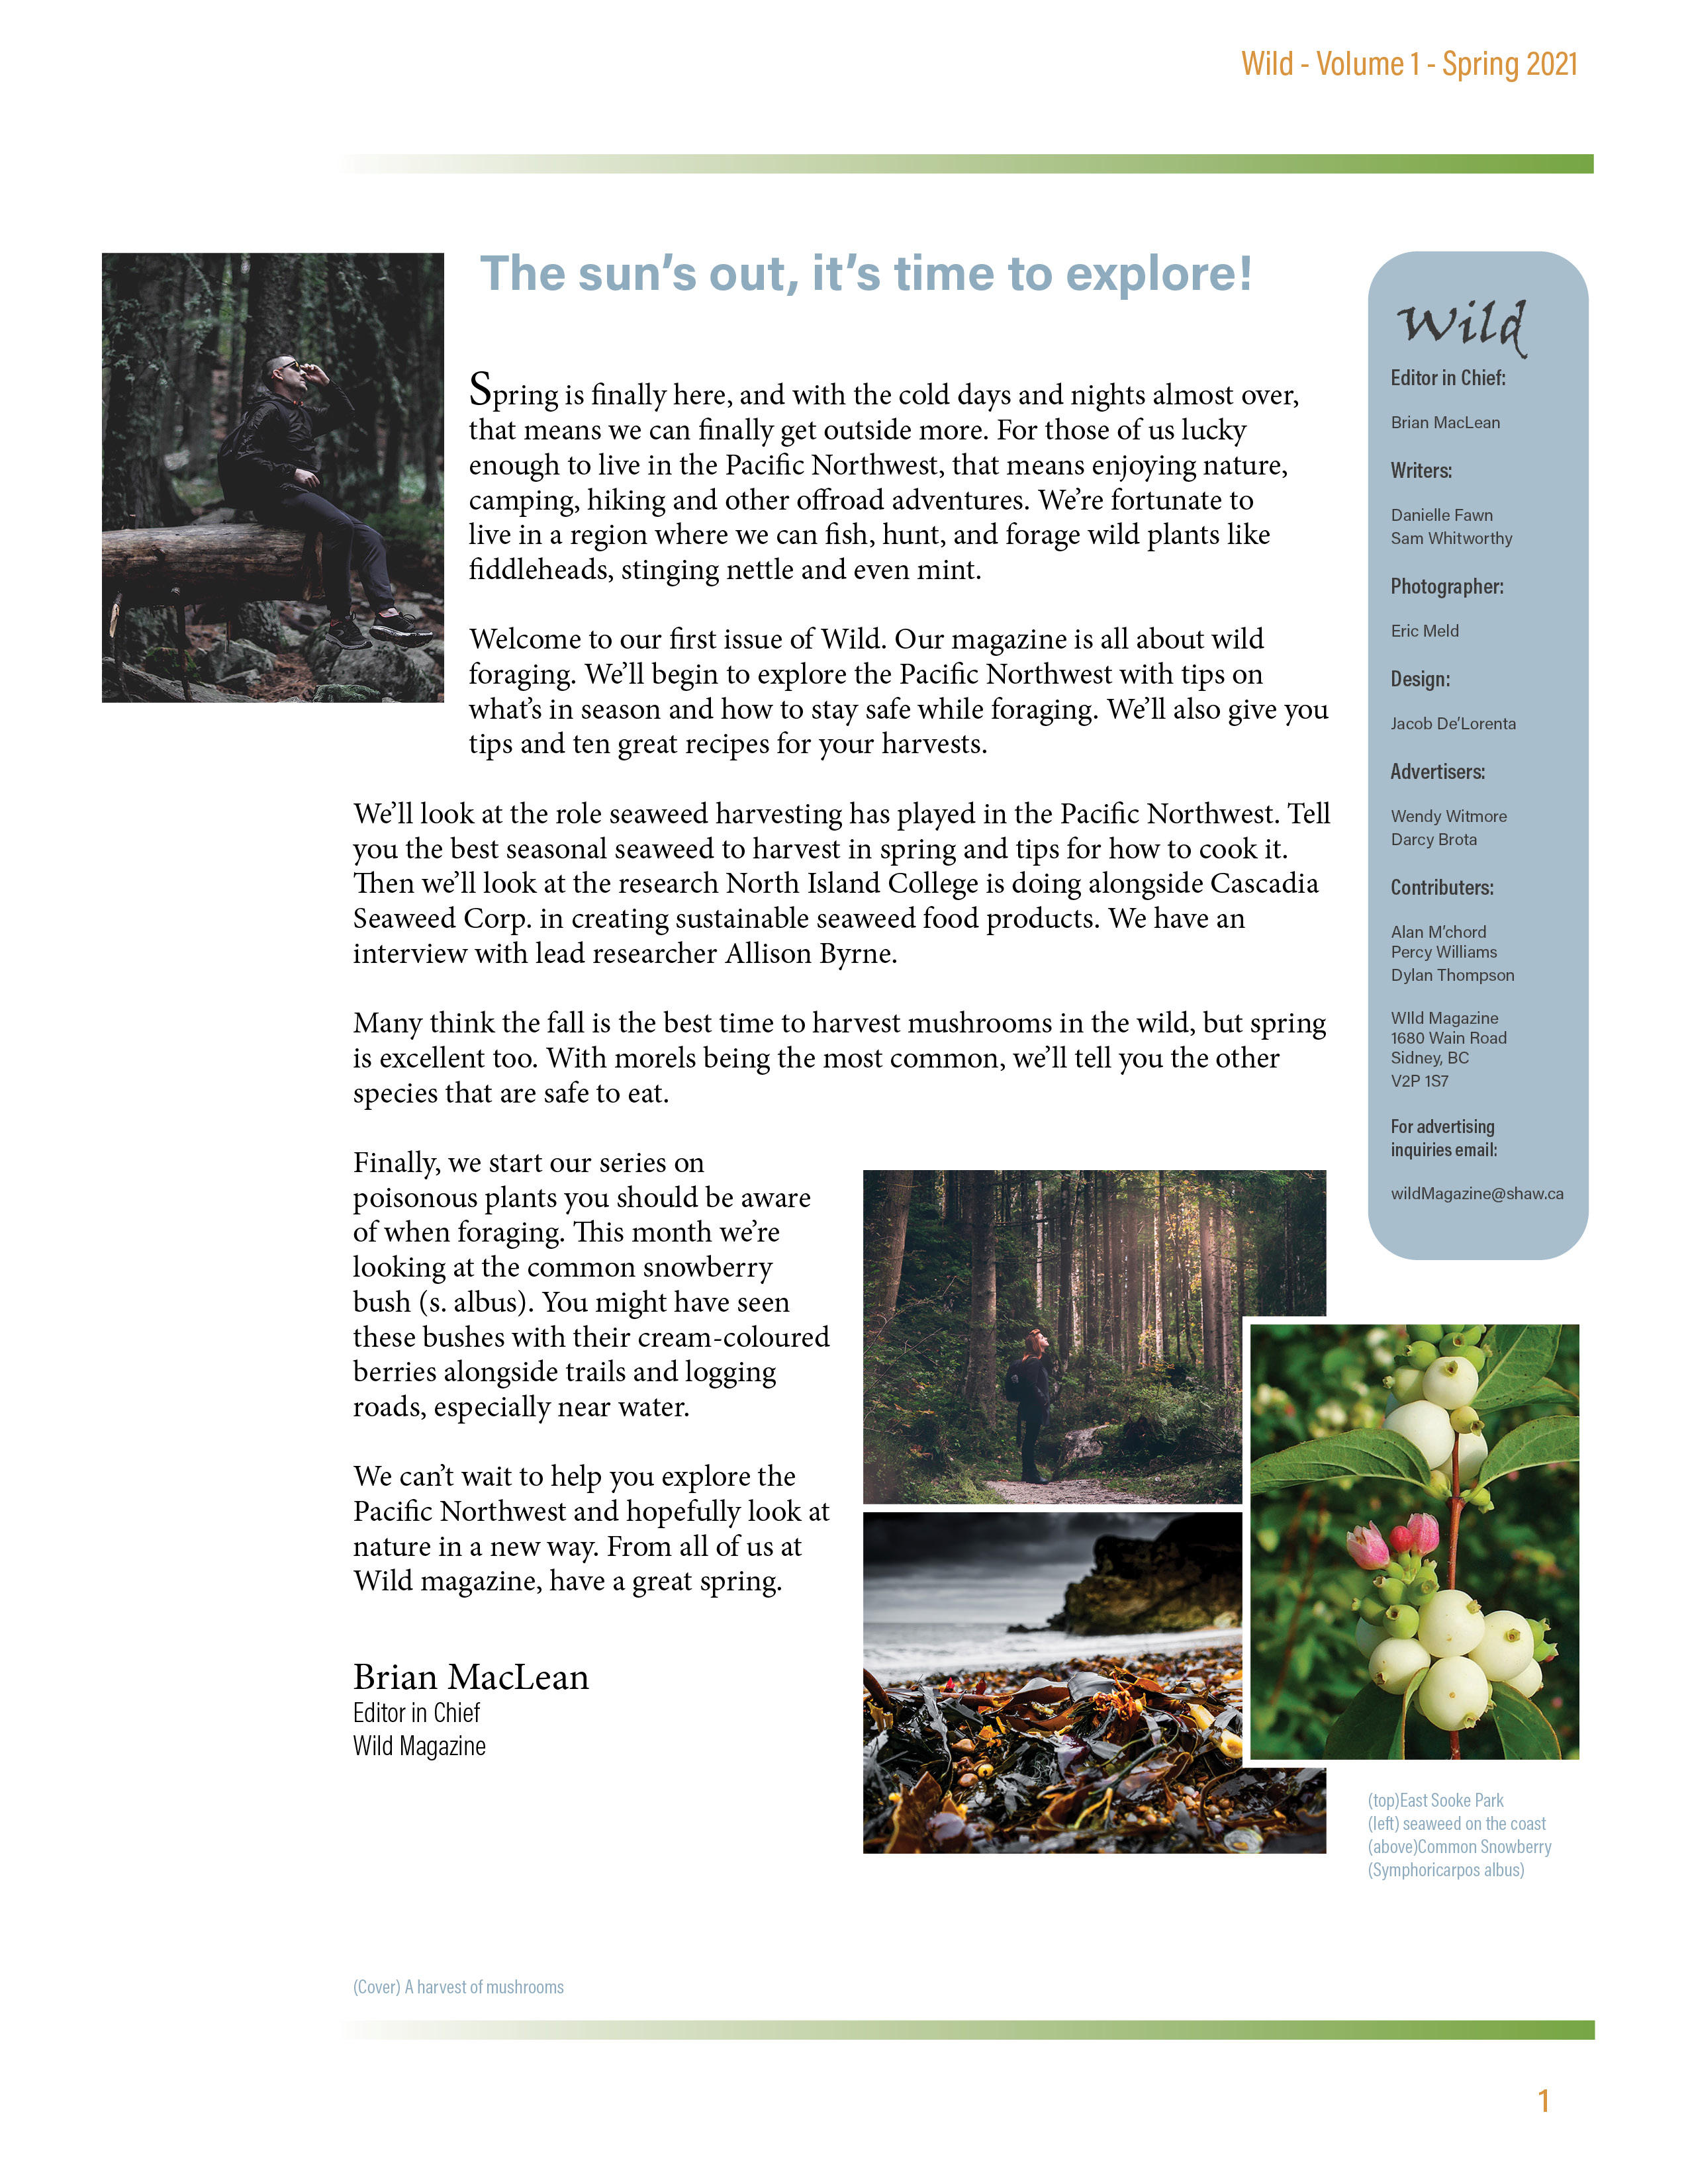 Wild - Volume 1 - Spring 2021
The sun’s out, it’s time to explore!
Spring is finally here, and with the cold days and nights almost over,
that means we can finally get outside more. For those of us lucky
enough to live in the Pacific Northwest, that means enjoying nature,
camping, hiking and other offroad adventures. We’re fortunate to
live in a region where we can fish, hunt, and forage wild plants like
fiddleheads, stinging nettle and even mint.
Welcome to our first issue of Wild. Our magazine is all about wild
foraging. We’ll begin to explore the Pacific Northwest with tips on
what’s in season and how to stay safe while foraging. We’ll also give you
tips and ten great recipes for your harvests.
We’ll look at the role seaweed harvesting has played in the Pacific Northwest. Tell
you the best seasonal seaweed to harvest in spring and tips for how to cook it.
Then we’ll look at the research North Island College is doing alongside Cascadia
Seaweed Corp. in creating sustainable seaweed food products. We have an
interview with lead researcher Allison Byrne.
Many think the fall is the best time to harvest mushrooms in the wild, but spring
is excellent too. With morels being the most common, we’ll tell you the other
species that are safe to eat.
Finally, we start our series on
poisonous plants you should be aware
of when foraging. This month we’re
looking at the common snowberry
bush (s. albus). You might have seen
these bushes with their cream-coloured
berries alongside trails and logging
roads, especially near water.
We can’t wait to help you explore the
Pacific Northwest and hopefully look at
nature in a new way. From all of us at
Wild magazine, have a great spring.
Brian MacLean
Editor in Chief
Wild Magazine
Wild
Editor in Chief:
Brian MacLean
Writers:
Danielle Fawn
Sam Whitworthy
Photographer:
Eric Meld
Design:
Jacob De’Lorenta
Advertisers:
Wendy Witmore
Darcy Brota
Contributers:
Alan M’chord
Percy Williams
Dylan Thompson
WIld Magazine
1680 Wain Road
Sidney, BC
V2P 1S7
For advertising
inquiries email:
wildMagazine@shaw.ca
(top)East Sooke Park
(left) seaweed on the coast
(above)Common Snowberry
(Symphoricarpos albus)
(Cover) A harvest of mushrooms
1